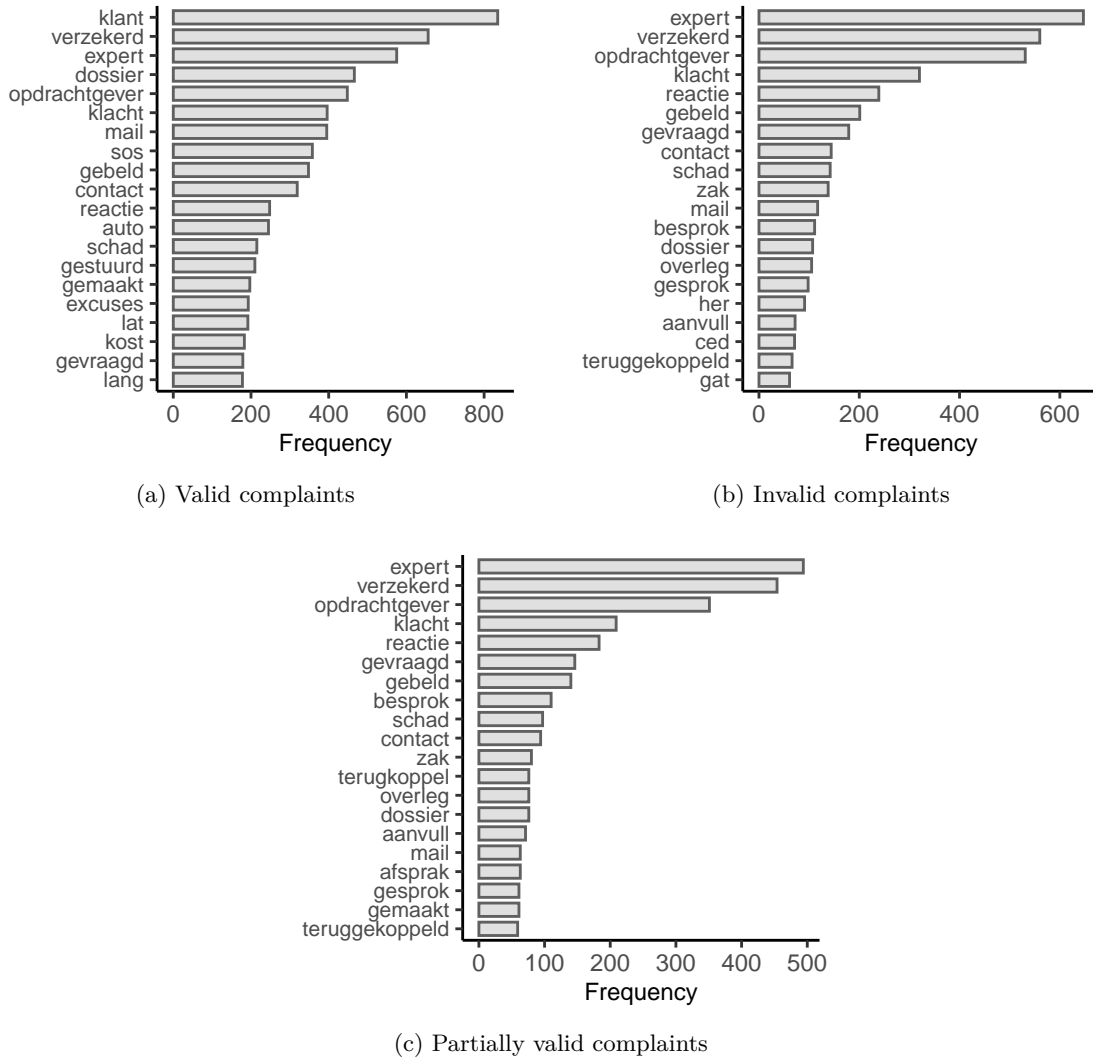 klant
verzekerd
expert
dossier
opdrachtgever
klacht
mail
sos
gebeld
contact
reactie
auto
schad
gestuurd
gemaakt
excuses
lat
kost
gevraagd
lang
0 200 400 600 800
Frequency
(a) Valid complaints
expert
verzekerd
opdrachtgever
klacht
reactie
gebeld
gevraagd
contact
schad
zak
mail
besprok
dossier
overleg
gesprok
her
aanvull
ced
teruggekoppeld
gat
0 200 400 600
Frequency
(b) Invalid complaints
expert
verzekerd
opdrachtgever
klacht
reactie
gevraagd
gebeld
besprok
schad
contact
zak
terugkoppel
overleg
dossier
aanvull
mail
afsprak
gesprok
gemaakt
teruggekoppeld
0 100 200 300 400 500
Frequency
(c) Partially valid complaints